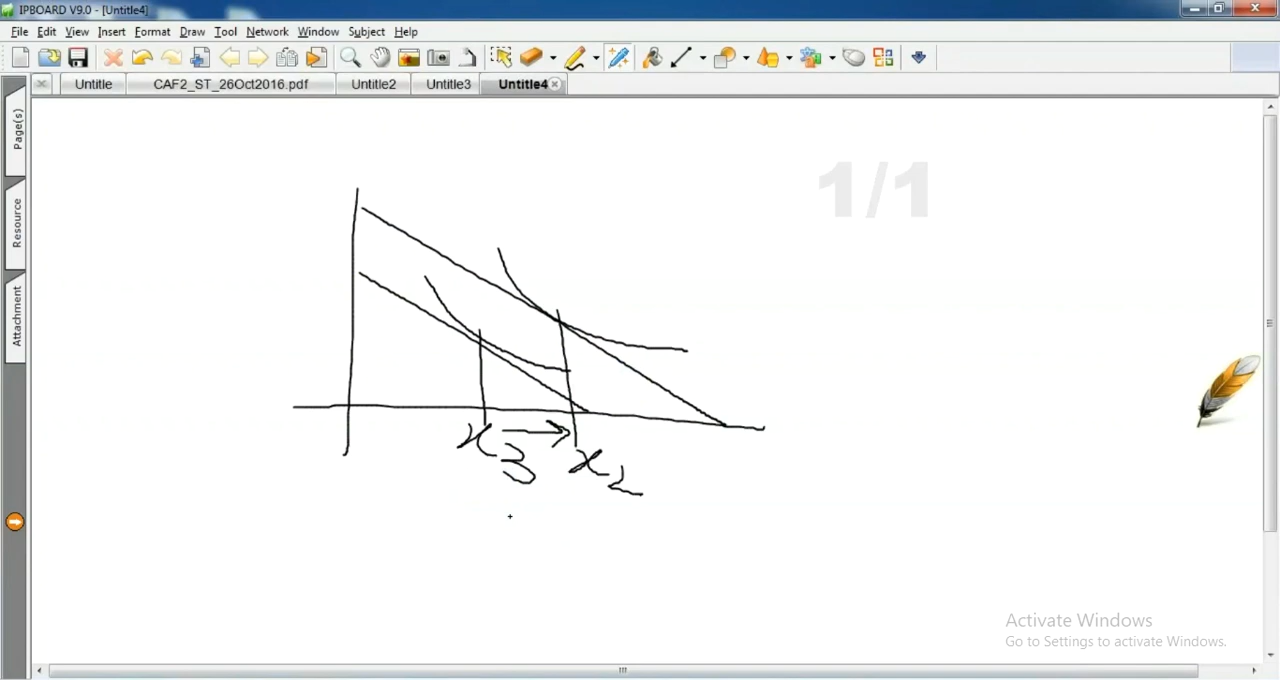 IPBOARD V9.0 - [Untitle4]
File Edit View Insert Format Draw Tool Network Window Subject Help
Untitle CAF2_ST_26Oct2016.pdf Untitle2 Untitle3 Untitle4
Page(s)
Resource
Attachment
1/1
x3 → x2
Activate Windows
Go to Settings to activate Windows.